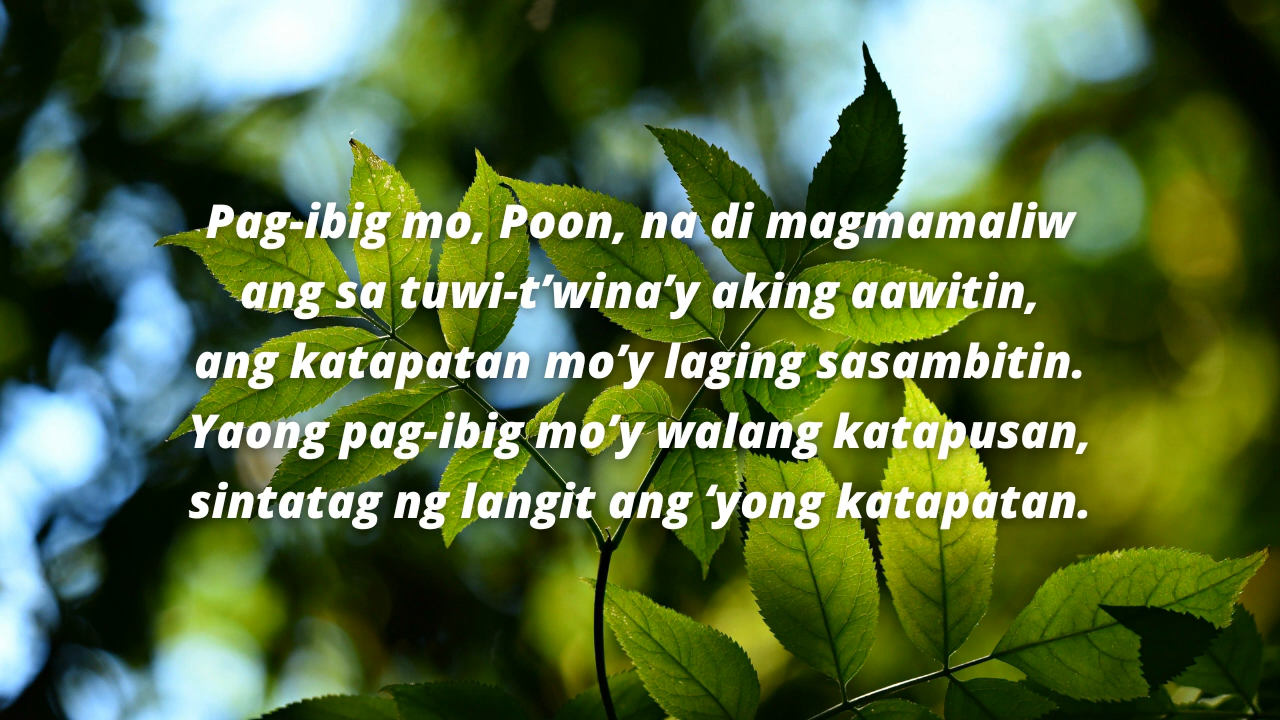 Pag-ibig mo, Poon, na di magmamaliw
ang sa tuwi-t’wina’y aking aawitin,
ang katapatan mo’y laging sasambitin.
Yaong pag-ibig mo’y walang katapusan,
sintatag ng langit ang ‘yong katapatan.